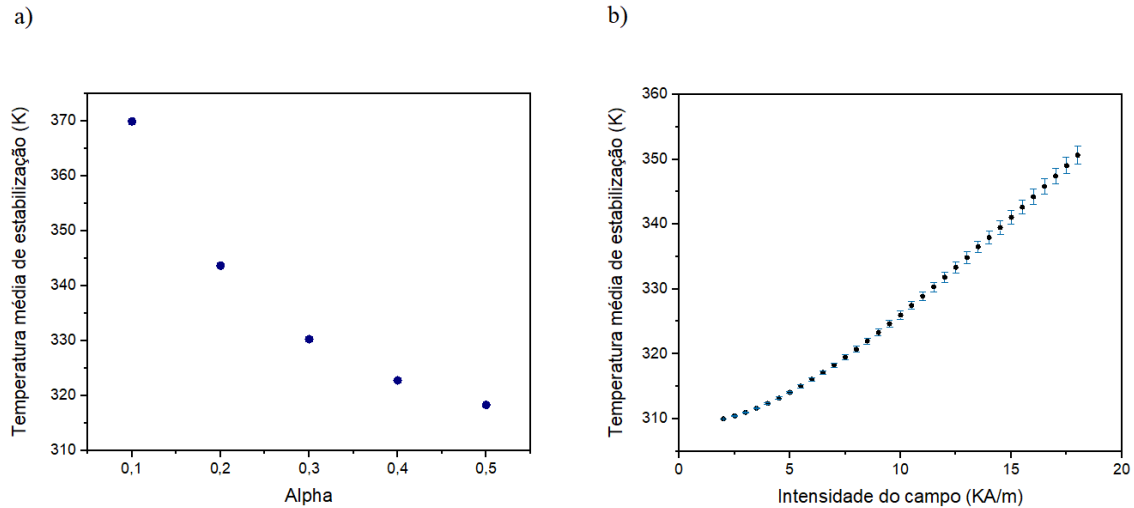 a)
Temperatura média de estabilização (K)
370
360
350
340
330
320
310
0,1 0,2 0,3 0,4 0,5
Alpha
b)
Temperatura média de estabilização (K)
360
350
340
330
320
310
0 5 10 15 20
Intensidade do campo (KA/m)